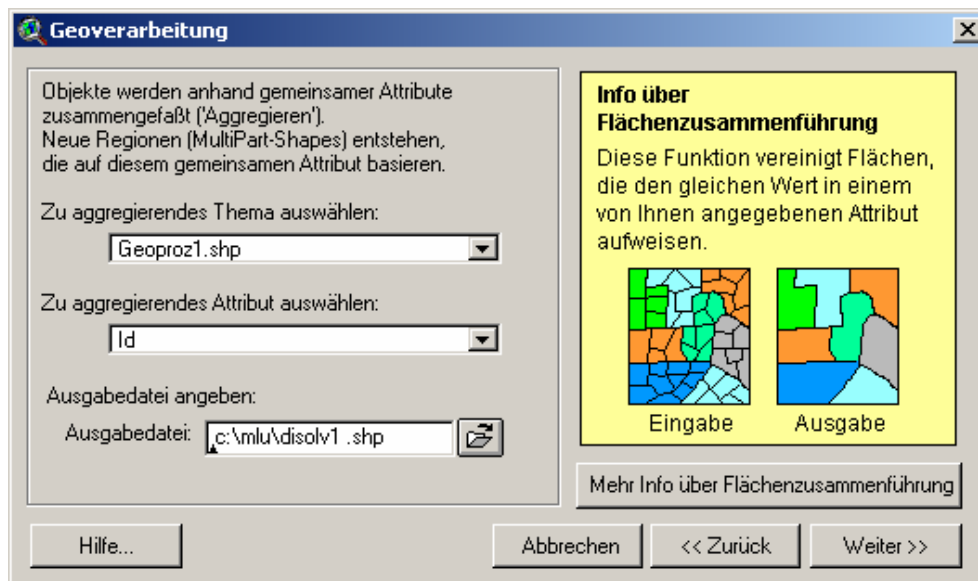 Geoverarbeitung
Objekte werden anhand gemeinsamer Attribute
zusammengefaßt ('Aggregieren').
Neue Regionen (MultiPart-Shapes) entstehen,
die auf diesem gemeinsamen Attribut basieren.
Zu aggregierendes Thema auswählen:
Geoproz1.shp
Zu aggregierendes Attribut auswählen:
Id
Ausgabedatei angeben:
Ausgabedatei: c:\mlu\disolv1 .shp
Info über
Flächenzusammenführung
Diese Funktion vereinigt Flächen,
die den gleichen Wert in einem
von Ihnen angegebenen Attribut
aufweisen.
Eingabe Ausgabe
Mehr Info über Flächenzusammenführung
Hilfe... Abbrechen << Zurück Weiter >>